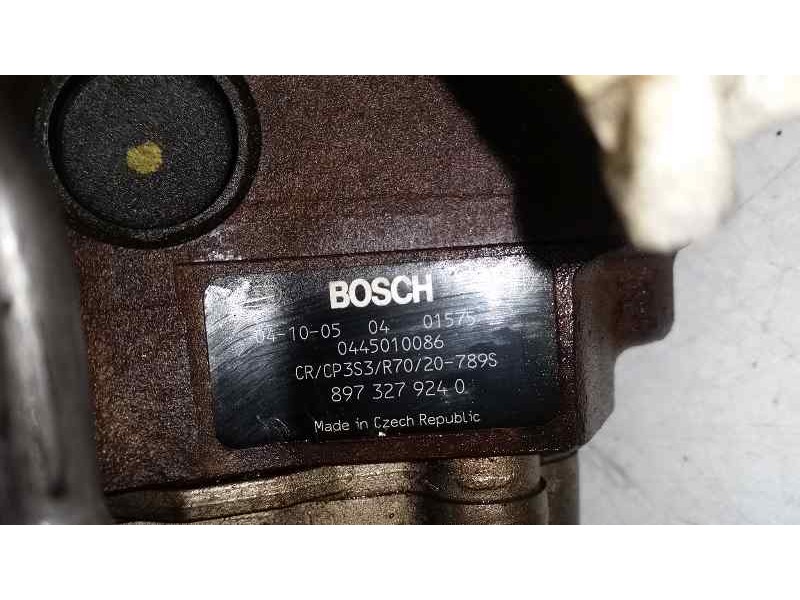 BOSCH
04-10-05 04 01575
0445010086
CR/CP3S3/R70/20-789S
897 327 924 0
Made in Czech Republic